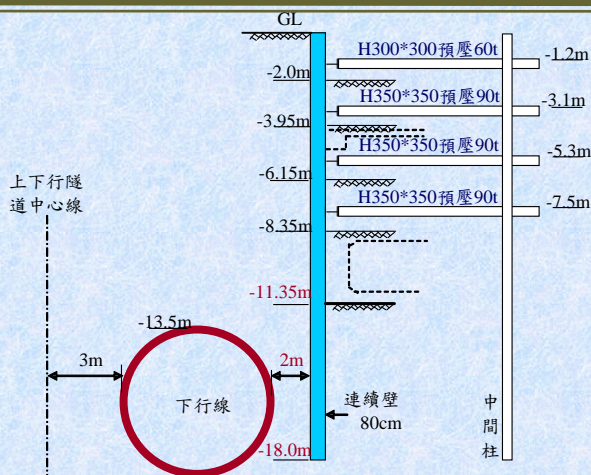 GL
H300*300預壓60t
-1.2m
-2.0m
H350*350預壓90t
-3.1m
-3.95m
H350*350預壓90t
-5.3m
-6.15m
上下行隧
道中心線
H350*350預壓90t
-7.5m
-8.35m
-11.35m
-13.5m
3m
2m
下行線
連續壁
80cm
中
間
柱
-18.0m